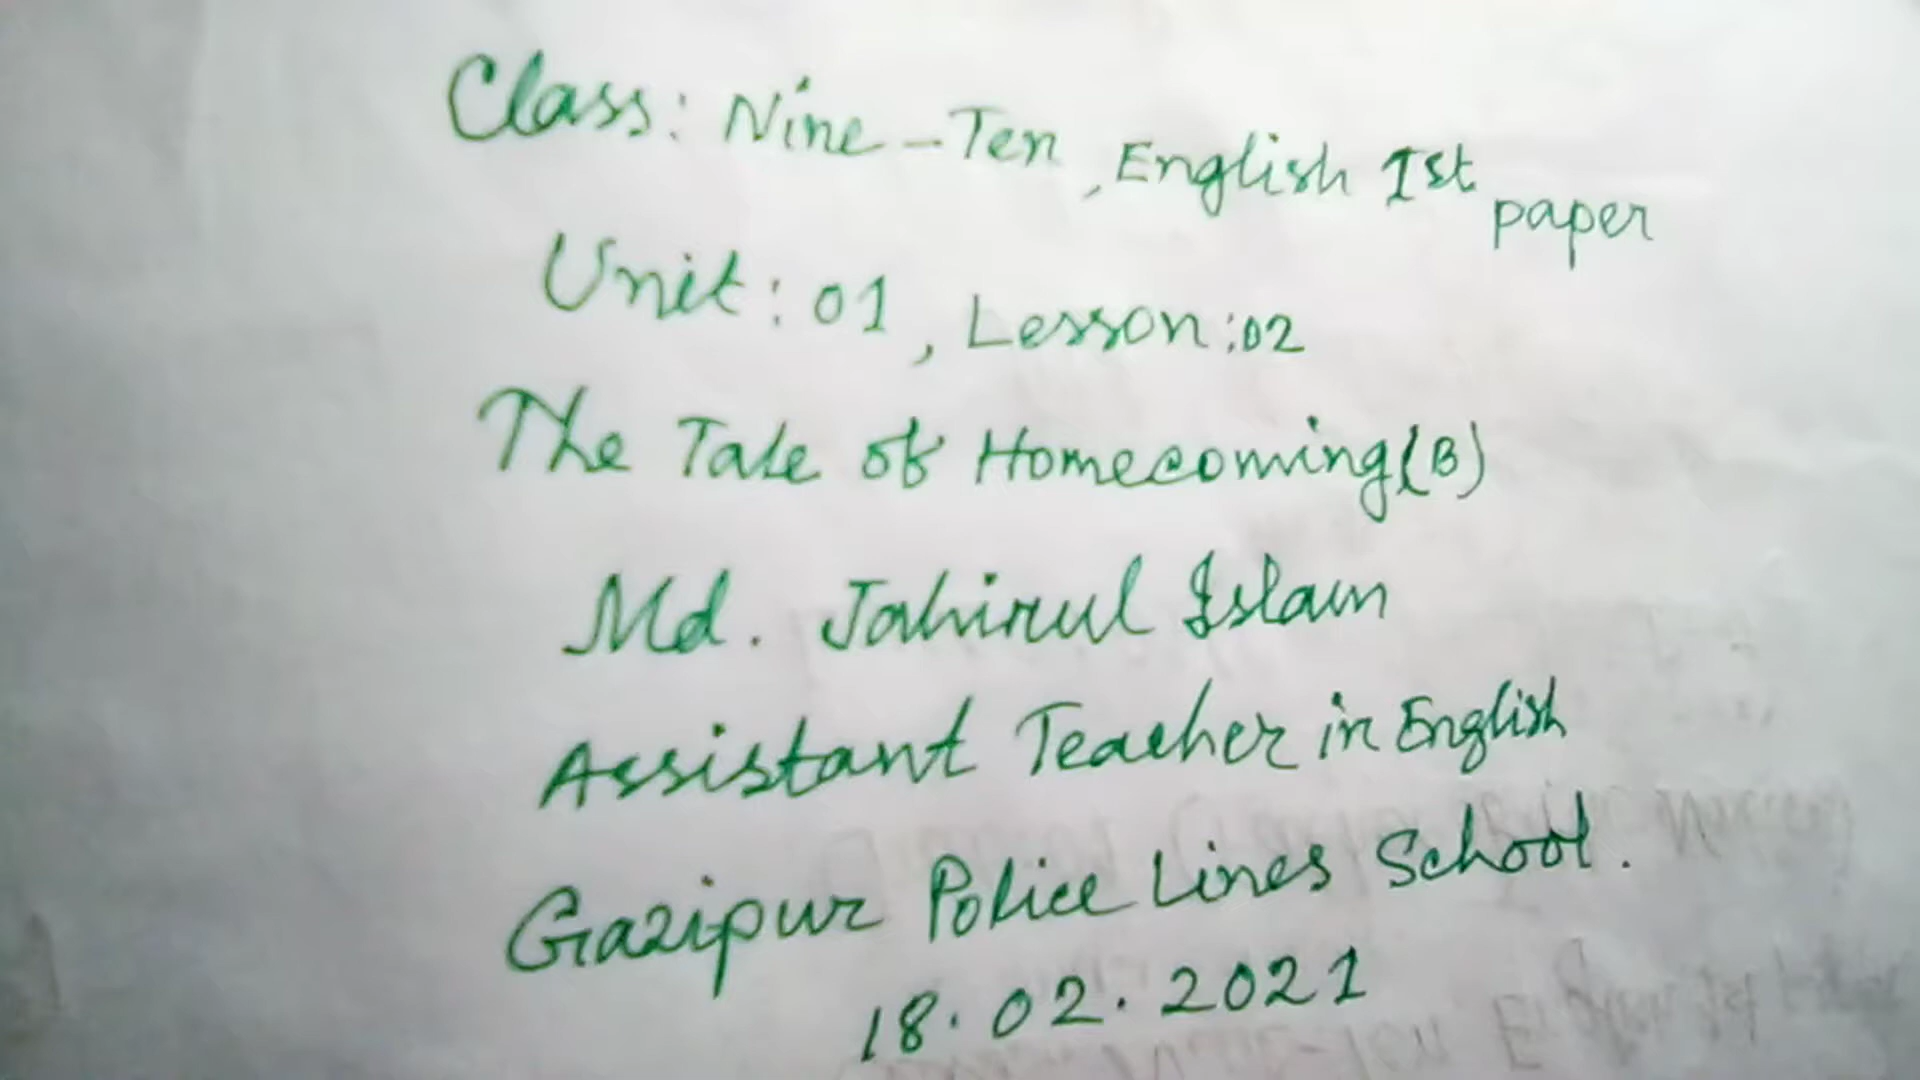 Class: Nine-Ten, English 1st paper
Unit: 01, Lesson: 02
The Tale of Homecoming (B)
Md. Jahirul Islam
Assistant Teacher in English
Gazipur Police Lines School.
18.02.2021